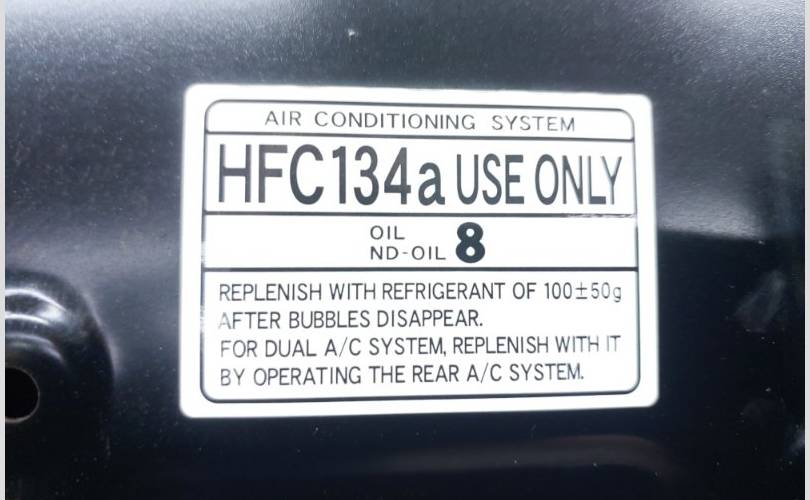 AIR CONDITIONING SYSTEM
HFC134a USE ONLY
OIL
ND-OIL 8
REPLENISH WITH REFRIGERANT OF 100±50g
AFTER BUBBLES DISAPPEAR.
FOR DUAL A/C SYSTEM, REPLENISH WITH IT
BY OPERATING THE REAR A/C SYSTEM.